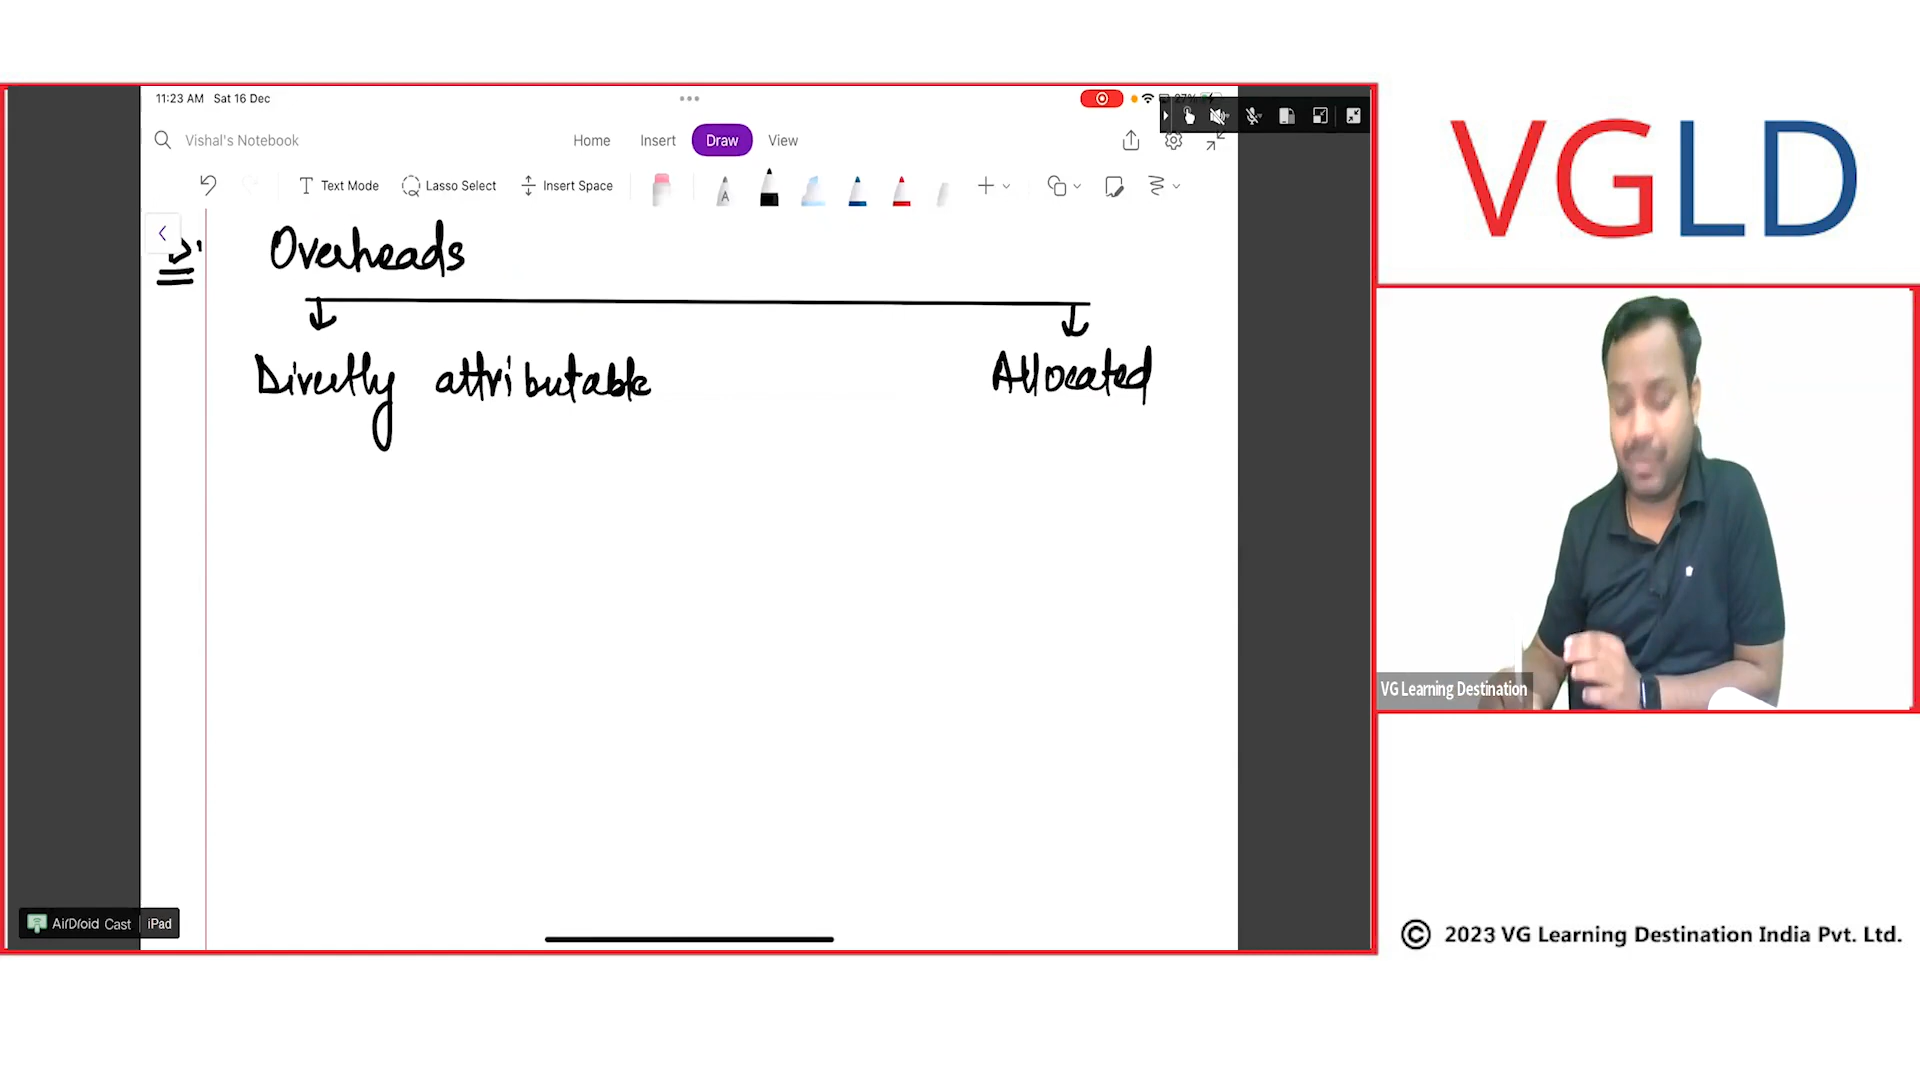 11:23 AM Sat 16 Dec
27%
Vishal's Notebook
Home Insert Draw View
Text Mode Lasso Select Insert Space
Overheads
Directly attributable Allocated
VGLD
VG Learning Destination
AirDroid Cast iPad
© 2023 VG Learning Destination India Pvt. Ltd.